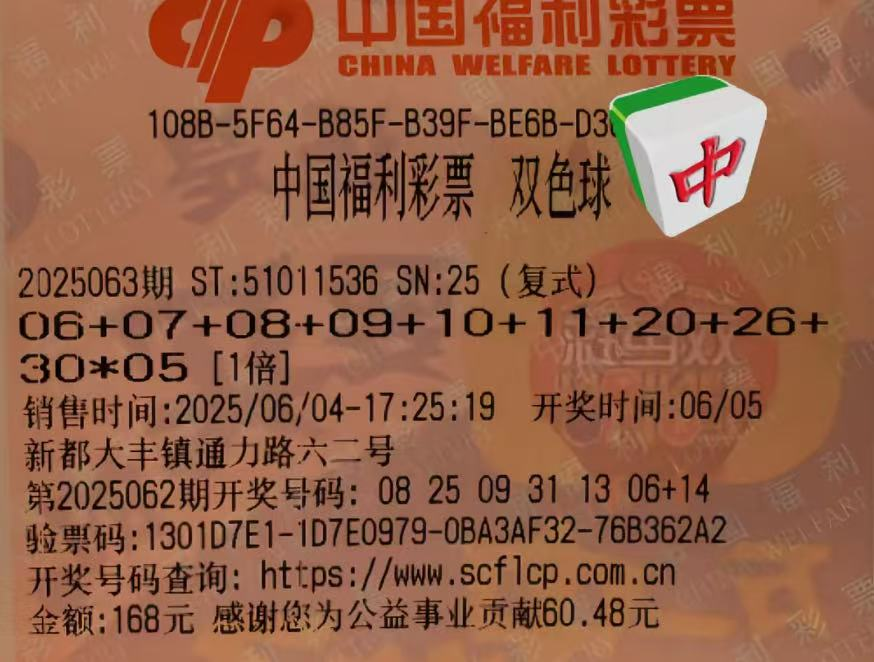 中国福利彩票
CHINA WELFARE LOTTERY
108B-5F64-B85F-B39F-BE6B-D3
中国福利彩票 双色球
中
2025063期 ST:51011536 SN:25 (复式)
06+07+08+09+10+11+20+26+
30*05 [1倍]
销售时间:2025/06/04-17:25:19 开奖时间:06/05
新都大丰镇通力路六二号
第2025062期开奖号码: 08 25 09 31 13 06+14
验票码:1301D7E1-1D7E0979-0BA3AF32-76B362A2
开奖号码查询: https://www.scflcp.com.cn
金额:168元 感谢您为公益事业贡献60.48元